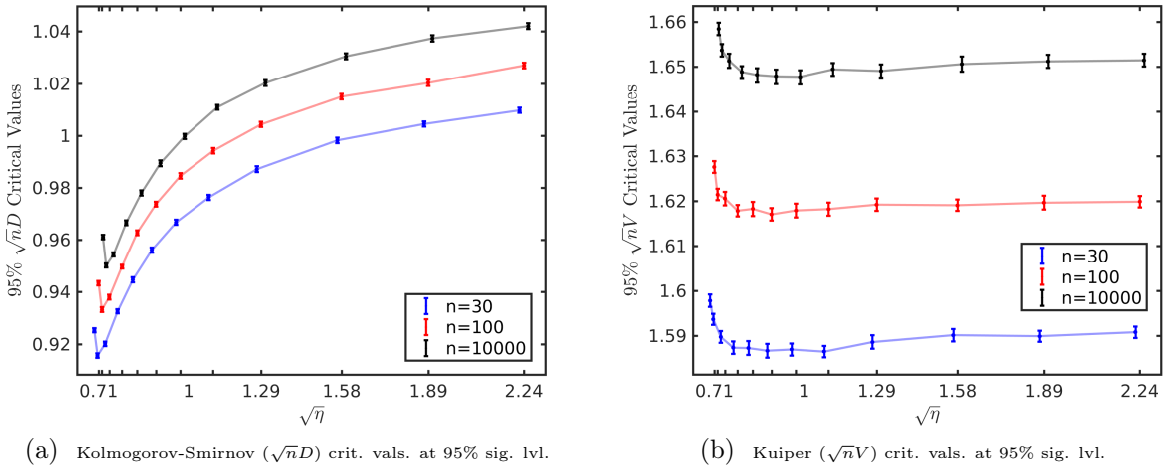 1.04
1.02
1
0.98
0.96
0.94
0.92
95% √nD Critical Values
n=30
n=100
n=10000
0.71 1 1.29 1.58 1.89 2.24
√η
(a) Kolmogorov-Smirnov (√nD) crit. vals. at 95% sig. lvl.
1.66
1.65
1.64
1.63
1.62
1.61
1.6
1.59
95% √nV Critical Values
n=30
n=100
n=10000
0.71 1 1.29 1.58 1.89 2.24
√η
(b) Kuiper (√nV) crit. vals. at 95% sig. lvl.